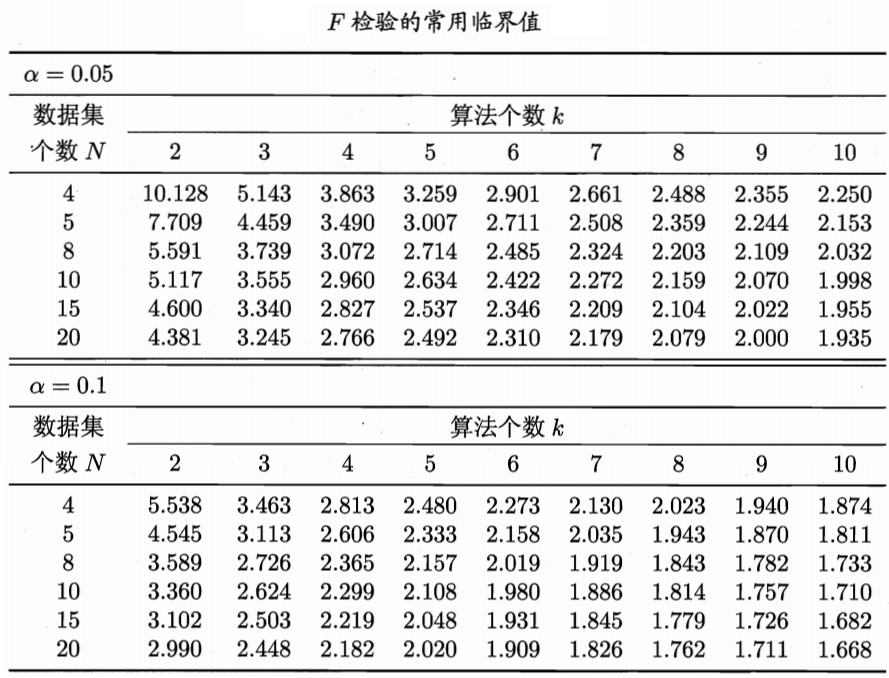 F 检验的常用临界值
α = 0.05
数据集 算法个数 k
个数 N 2 3 4 5 6 7 8 9 10
4 10.128 5.143 3.863 3.259 2.901 2.661 2.488 2.355 2.250
5 7.709 4.459 3.490 3.007 2.711 2.508 2.359 2.244 2.153
8 5.591 3.739 3.072 2.714 2.485 2.324 2.203 2.109 2.032
10 5.117 3.555 2.960 2.634 2.422 2.272 2.159 2.070 1.998
15 4.600 3.340 2.827 2.537 2.346 2.209 2.104 2.022 1.955
20 4.381 3.245 2.766 2.492 2.310 2.179 2.079 2.000 1.935
α = 0.1
数据集 算法个数 k
个数 N 2 3 4 5 6 7 8 9 10
4 5.538 3.463 2.813 2.480 2.273 2.130 2.023 1.940 1.874
5 4.545 3.113 2.606 2.333 2.158 2.035 1.943 1.870 1.811
8 3.589 2.726 2.365 2.157 2.019 1.919 1.843 1.782 1.733
10 3.360 2.624 2.299 2.108 1.980 1.886 1.814 1.757 1.710
15 3.102 2.503 2.219 2.048 1.931 1.845 1.779 1.726 1.682
20 2.990 2.448 2.182 2.020 1.909 1.826 1.762 1.711 1.668